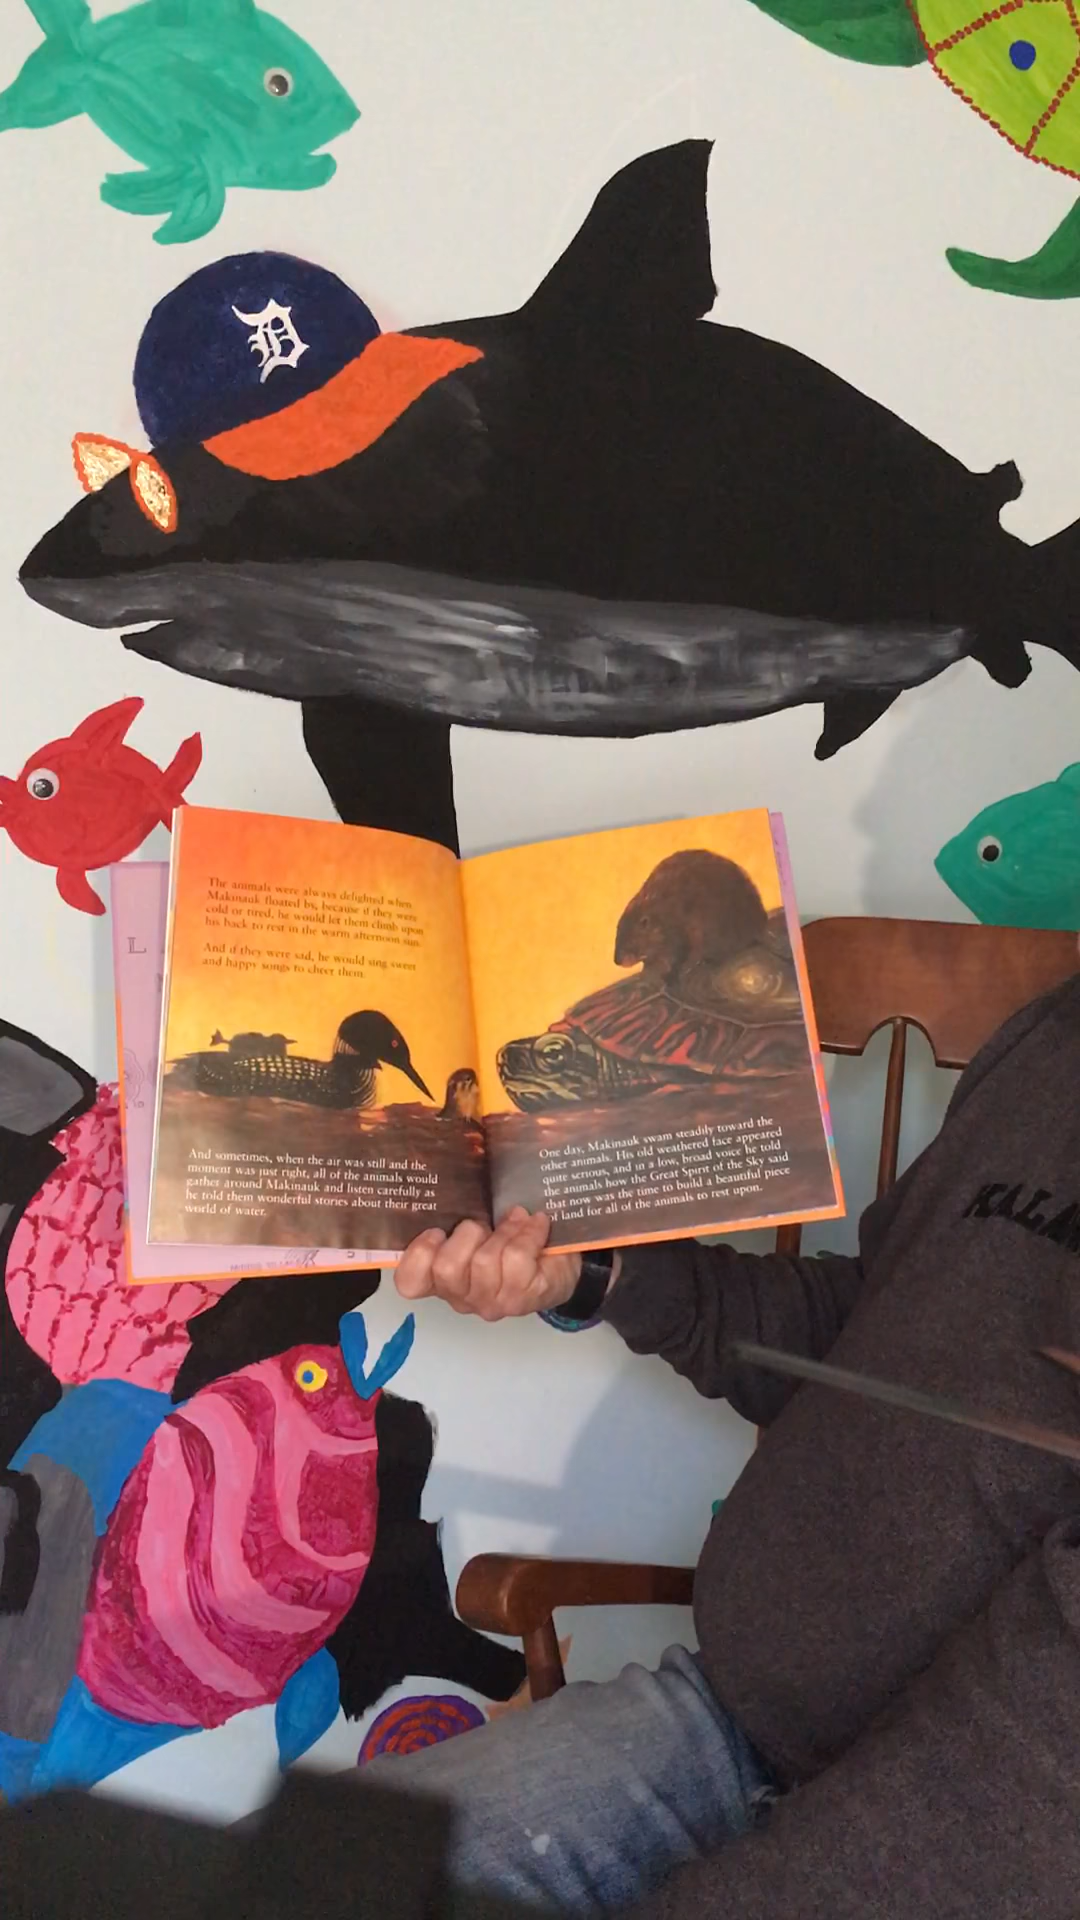 D
The animals were always delighted when
Makinauk floated by, because if they were
cold or tired, he would let them climb upon
his back to rest in the warm afternoon sun.
And if they were sad, he would sing sweet
and happy songs to cheer them.
And sometimes, when the air was still and the
moment was just right, all of the animals would
gather around Makinauk and listen carefully as
he told them wonderful stories about their great
world of water.
One day, Makinauk swam steadily toward the
other animals. His old weathered face appeared
quite serious, and in a low, broad voice he told
the animals how the Great Spirit of the Sky said
that now was the time to build a beautiful piece
of land for all of the animals to rest upon.
L